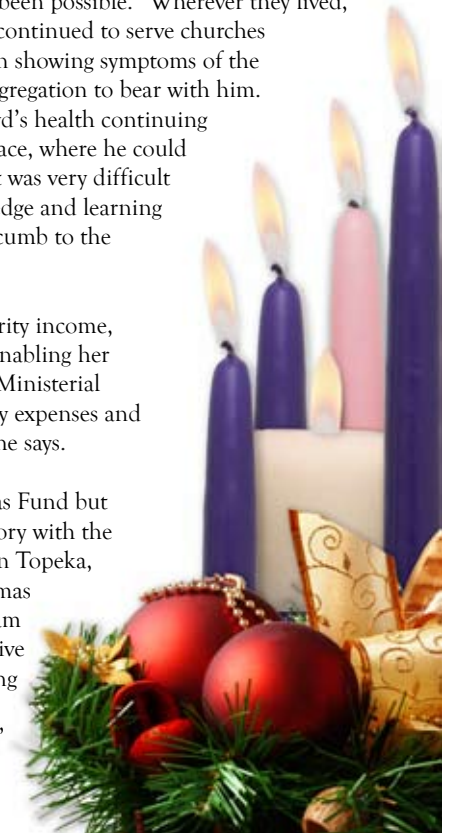 been possible.” Wherever they lived,
continued to serve churches
showing symptoms of the
gregation to bear with him.
d’s health continuing
ace, where he could
was very difficult
dge and learning
cumb to the
rity income,
nabling her
Ministerial
y expenses and
he says.
as Fund but
ory with the
n Topeka,
mas
am
ive
ng
,